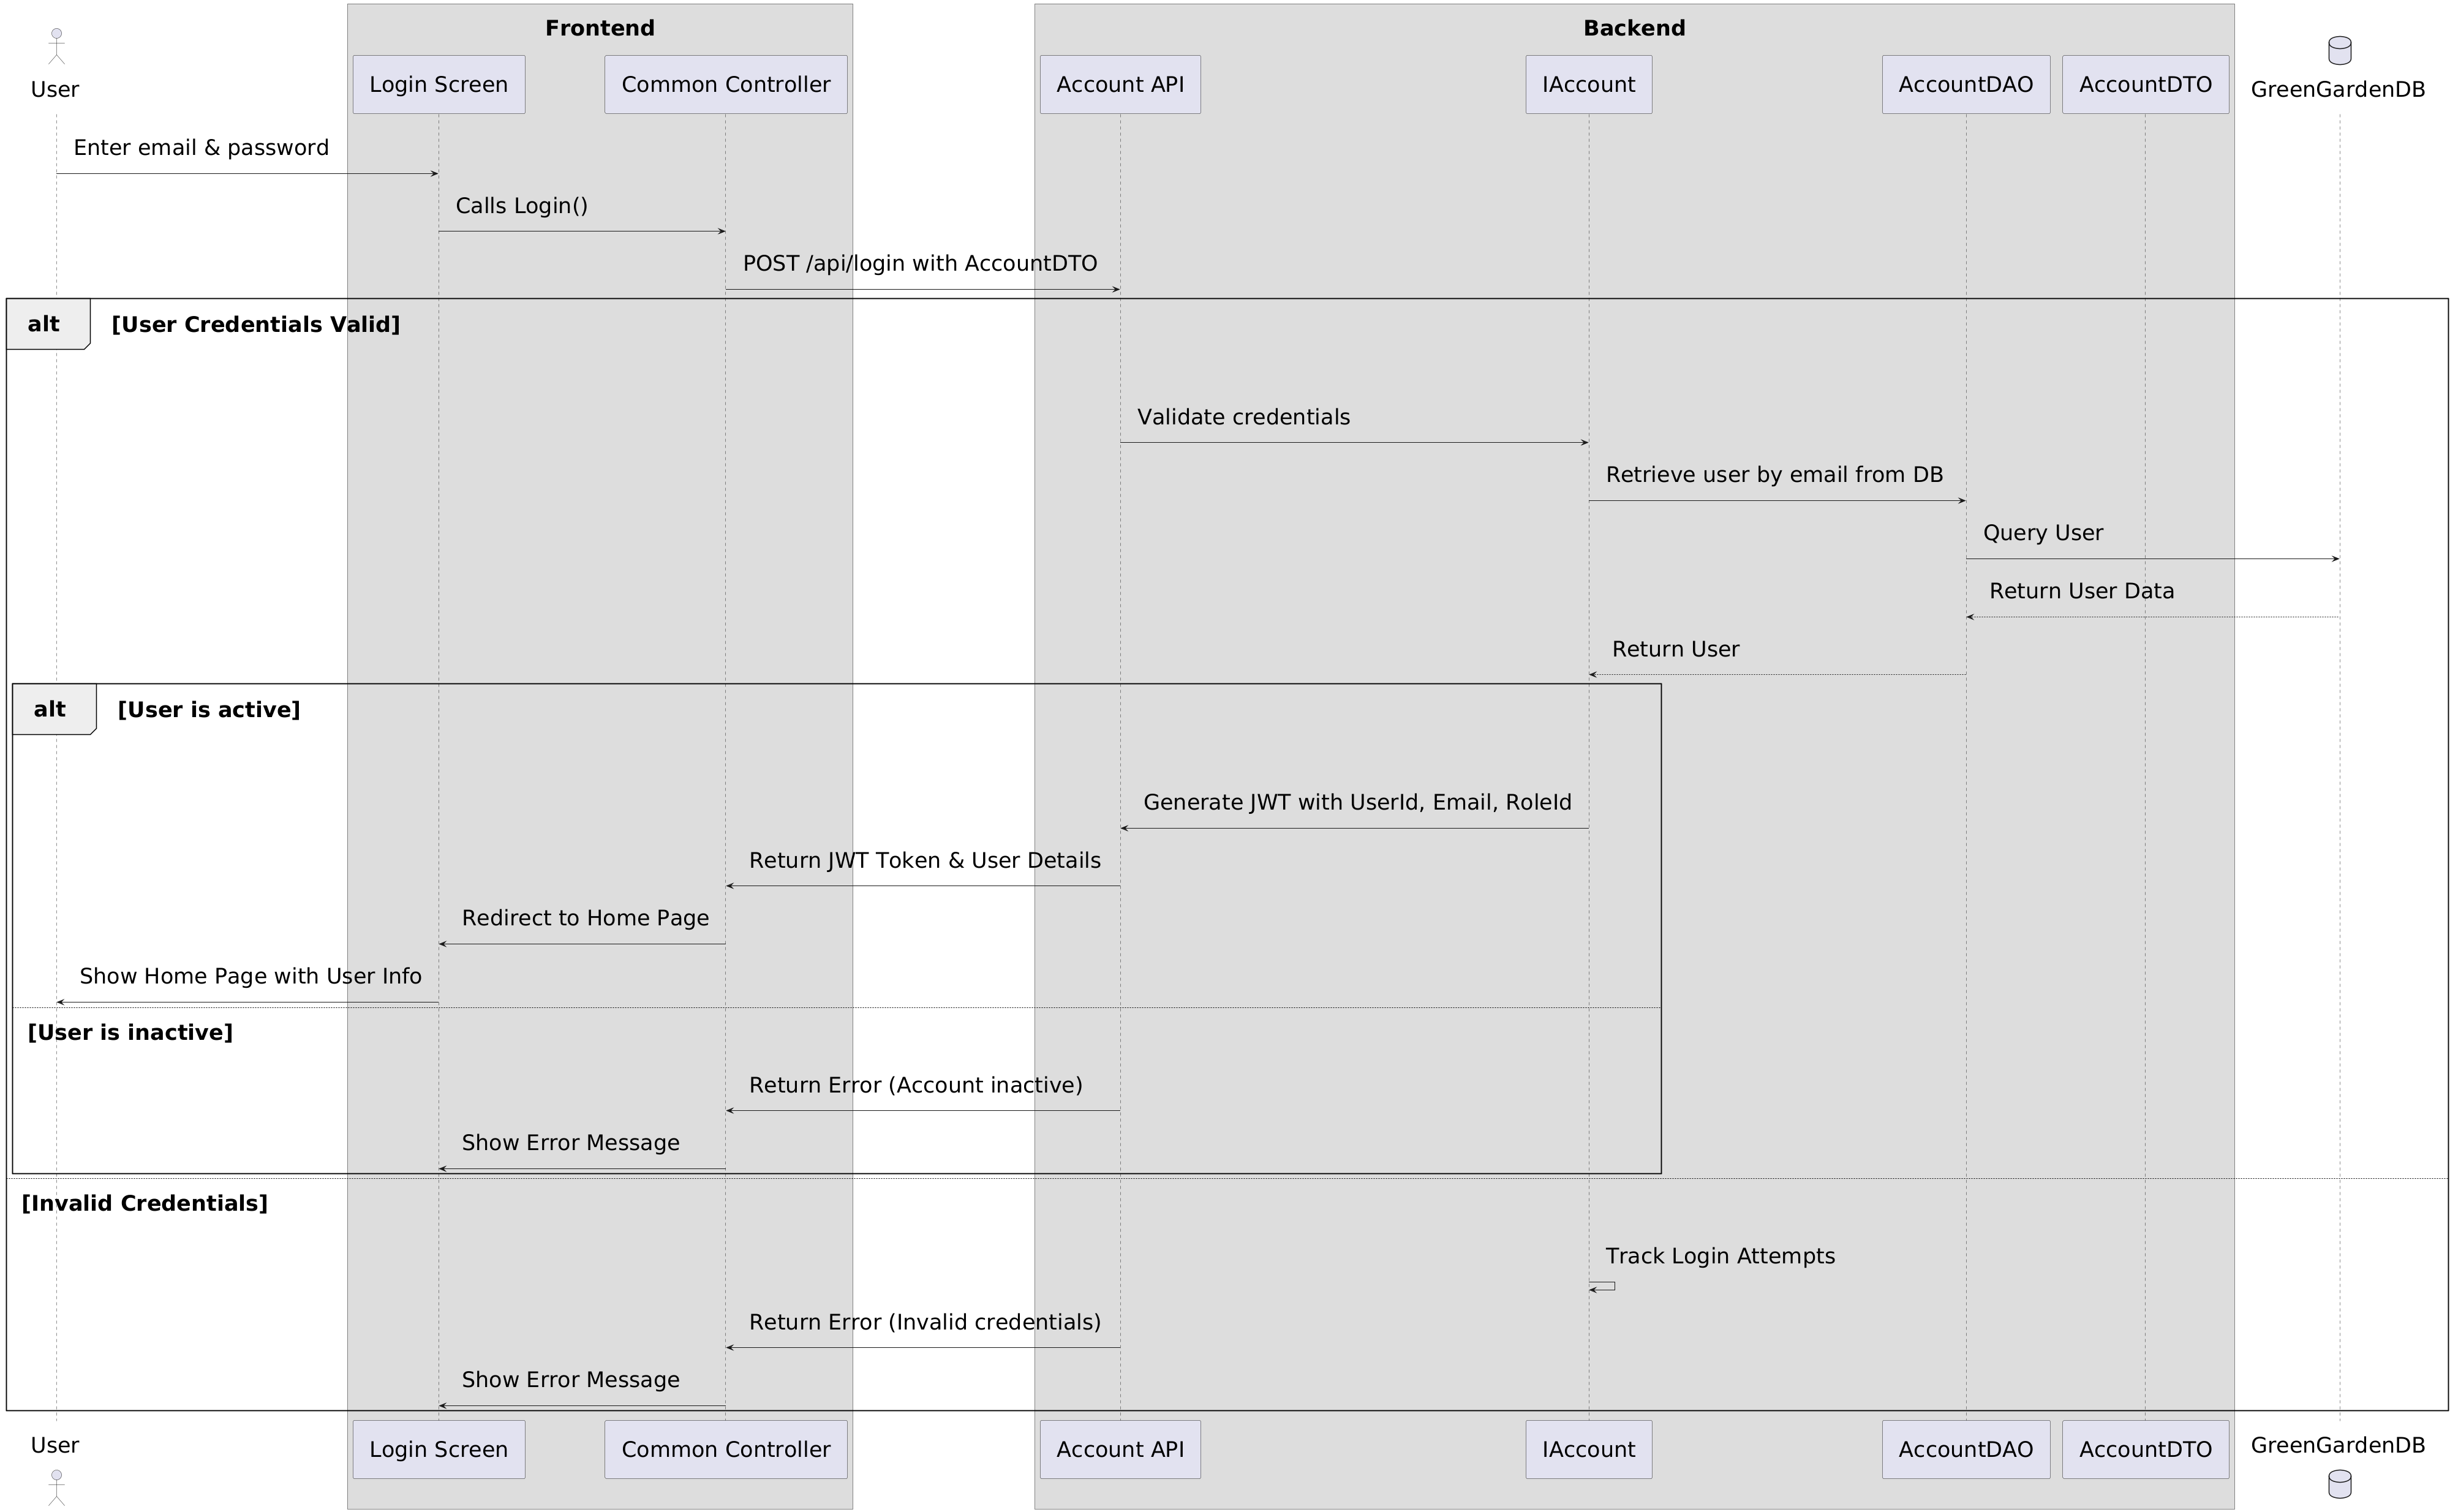 Frontend
Backend
User
Login Screen
Common Controller
Account API
IAccount
AccountDAO
AccountDTO
GreenGardenDB
Enter email & password
Calls Login()
POST /api/login with AccountDTO
alt
[User Credentials Valid]
Validate credentials
Retrieve user by email from DB
Query User
Return User Data
Return User
alt
[User is active]
Generate JWT with UserId, Email, RoleId
Return JWT Token & User Details
Redirect to Home Page
Show Home Page with User Info
[User is inactive]
Return Error (Account inactive)
Show Error Message
[Invalid Credentials]
Track Login Attempts
Return Error (Invalid credentials)
Show Error Message
User
Login Screen
Common Controller
Account API
IAccount
AccountDAO
AccountDTO
GreenGardenDB